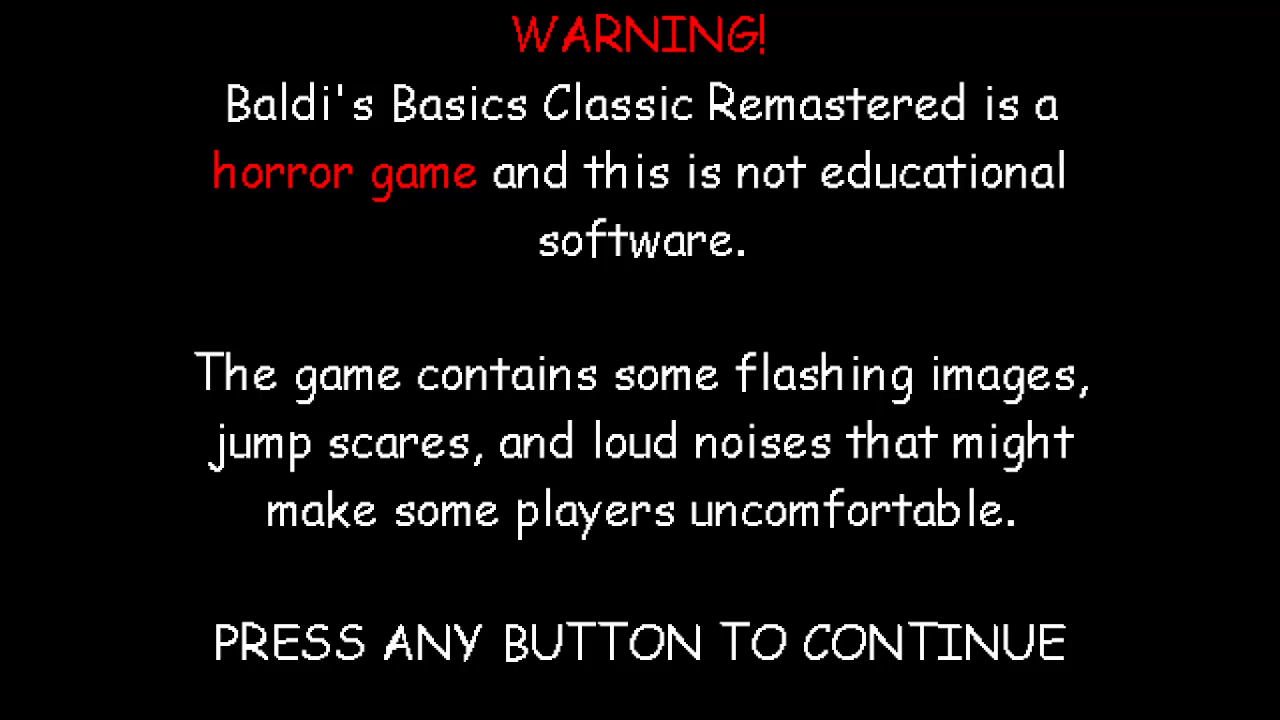 WARNING!
Baldi's Basics Classic Remastered is a
horror game and this is not educational
software.
The game contains some flashing images,
jump scares, and loud noises that might
make some players uncomfortable.
PRESS ANY BUTTON TO CONTINUE